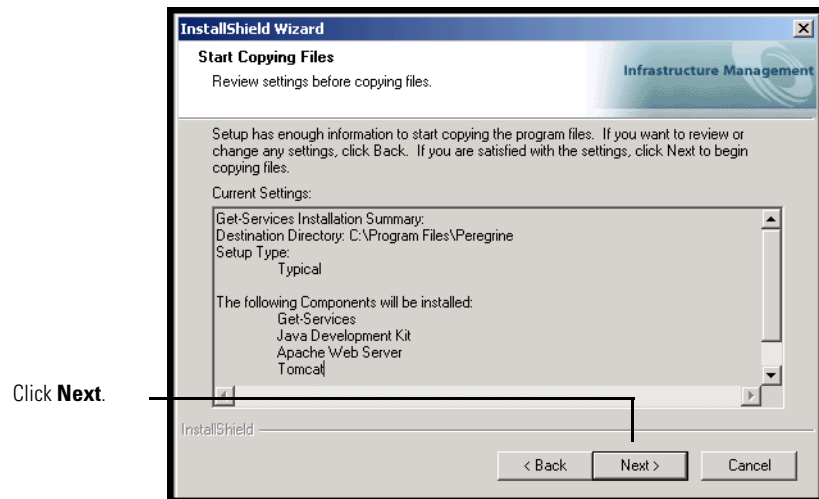 InstallShield Wizard
Start Copying Files
Review settings before copying files.
Infrastructure Management
Setup has enough information to start copying the program files. If you want to review or
change any settings, click Back. If you are satisfied with the settings, click Next to begin
copying files.
Current Settings:
Get-Services Installation Summary:
Destination Directory: C:\Program Files\Peregrine
Setup Type:
Typical
The following Components will be installed:
Get-Services
Java Development Kit
Apache Web Server
Tomcat
Click Next.
InstallShield
< Back
Next >
Cancel